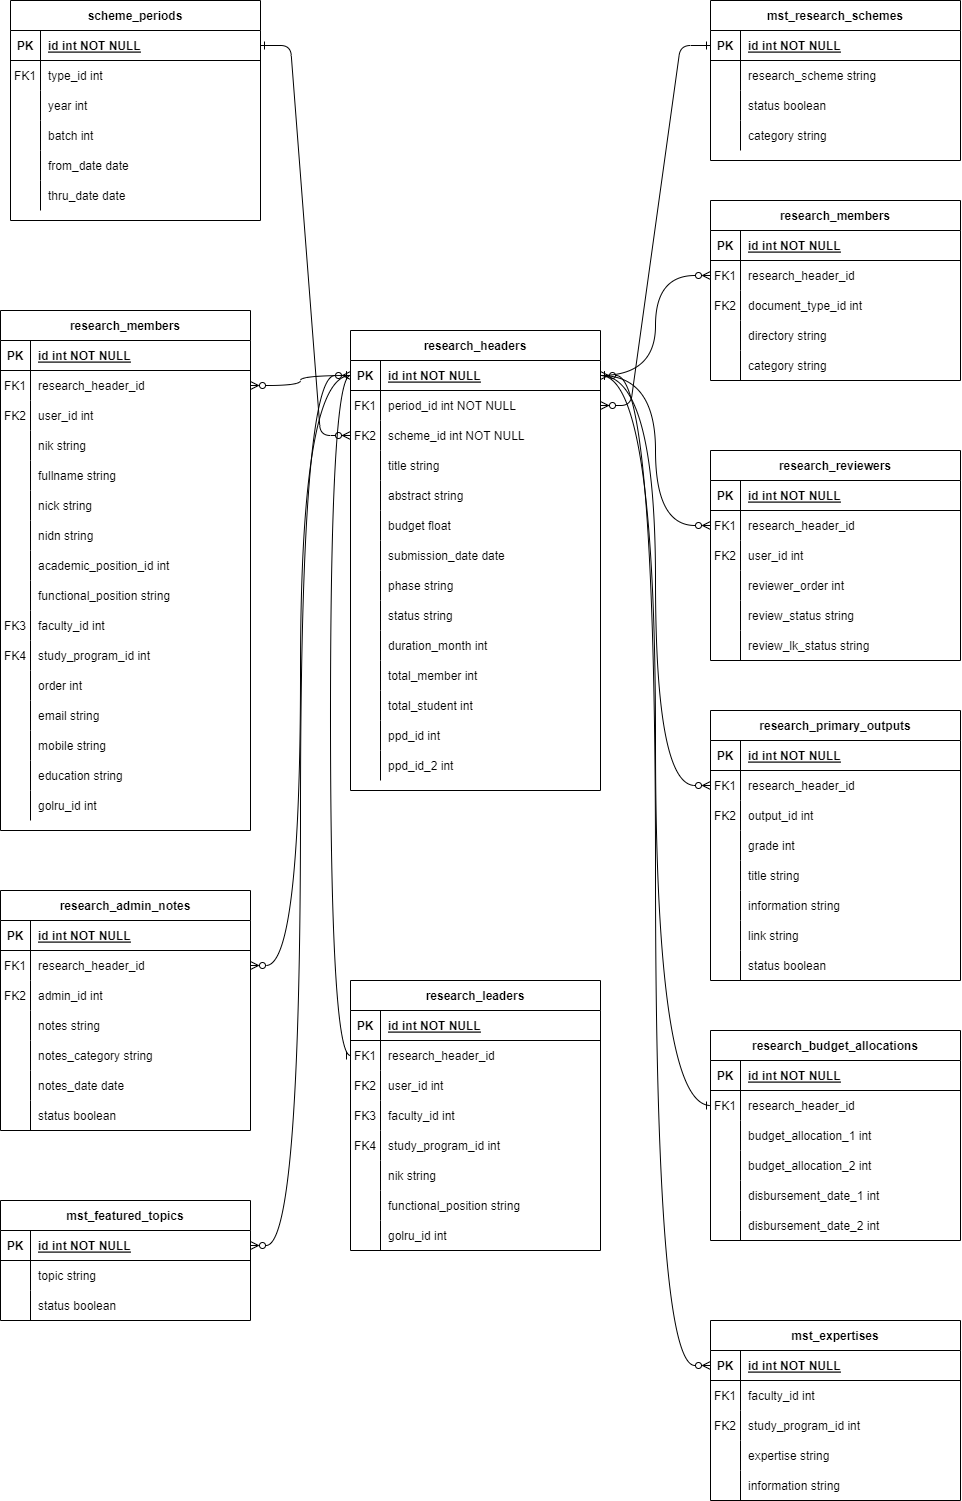 scheme_periods
PK id int NOT NULL
FK1 type_id int
year int
batch int
from_date date
thru_date date
mst_research_schemes
PK id int NOT NULL
research_scheme string
status boolean
category string
research_members
PK id int NOT NULL
FK1 research_header_id
FK2 document_type_id int
directory string
category string
research_members
PK id int NOT NULL
FK1 research_header_id
FK2 user_id int
nik string
fullname string
nick string
nidn string
academic_position_id int
functional_position string
FK3 faculty_id int
FK4 study_program_id int
order int
email string
mobile string
education string
golru_id int
research_headers
PK id int NOT NULL
FK1 period_id int NOT NULL
FK2 scheme_id int NOT NULL
title string
abstract string
budget float
submission_date date
phase string
status string
duration_month int
total_member int
total_student int
ppd_id int
ppd_id_2 int
research_reviewers
PK id int NOT NULL
FK1 research_header_id
FK2 user_id int
reviewer_order int
review_status string
review_lk_status string
research_primary_outputs
PK id int NOT NULL
FK1 research_header_id
FK2 output_id int
grade int
title string
information string
link string
status boolean
research_admin_notes
PK id int NOT NULL
FK1 research_header_id
FK2 admin_id int
notes string
notes_category string
notes_date date
status boolean
research_leaders
PK id int NOT NULL
FK1 research_header_id
FK2 user_id int
FK3 faculty_id int
FK4 study_program_id int
nik string
functional_position string
golru_id int
research_budget_allocations
PK id int NOT NULL
FK1 research_header_id
budget_allocation_1 int
budget_allocation_2 int
disbursement_date_1 int
disbursement_date_2 int
mst_featured_topics
PK id int NOT NULL
topic string
status boolean
mst_expertises
PK id int NOT NULL
FK1 faculty_id int
FK2 study_program_id int
expertise string
information string